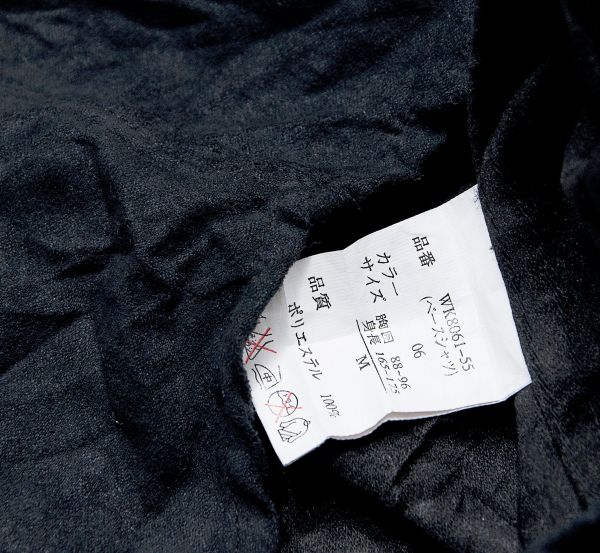 品番 WK8061-55
(ベースシャツ)
カラー 06
サイズ 胸囲 88-96
身長 165-175
M
品質
ポリエステル 100%
中